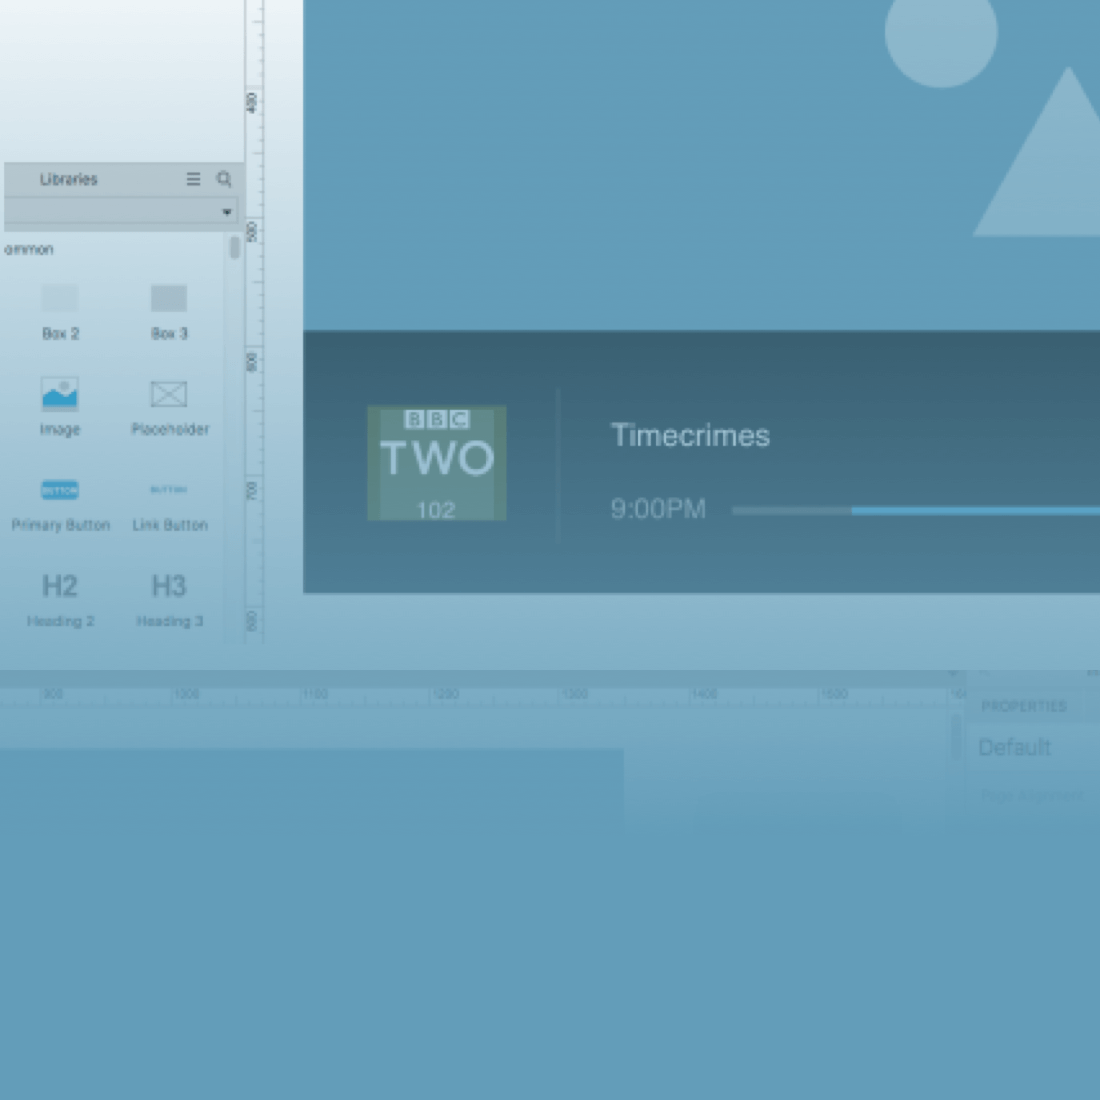 400
Libraries
500
ommon
Box 2 Box 3
600
BBC
TWO
102
Timecrimes
9:00PM
Image Placeholder
700
BUTTON BUTTON
Primary Button Link Button
H2 H3
Heading 2 Heading 3
800
900 1000 1100 1200 1300 1400 1500
PROPERTIES
Default
Page Alignment